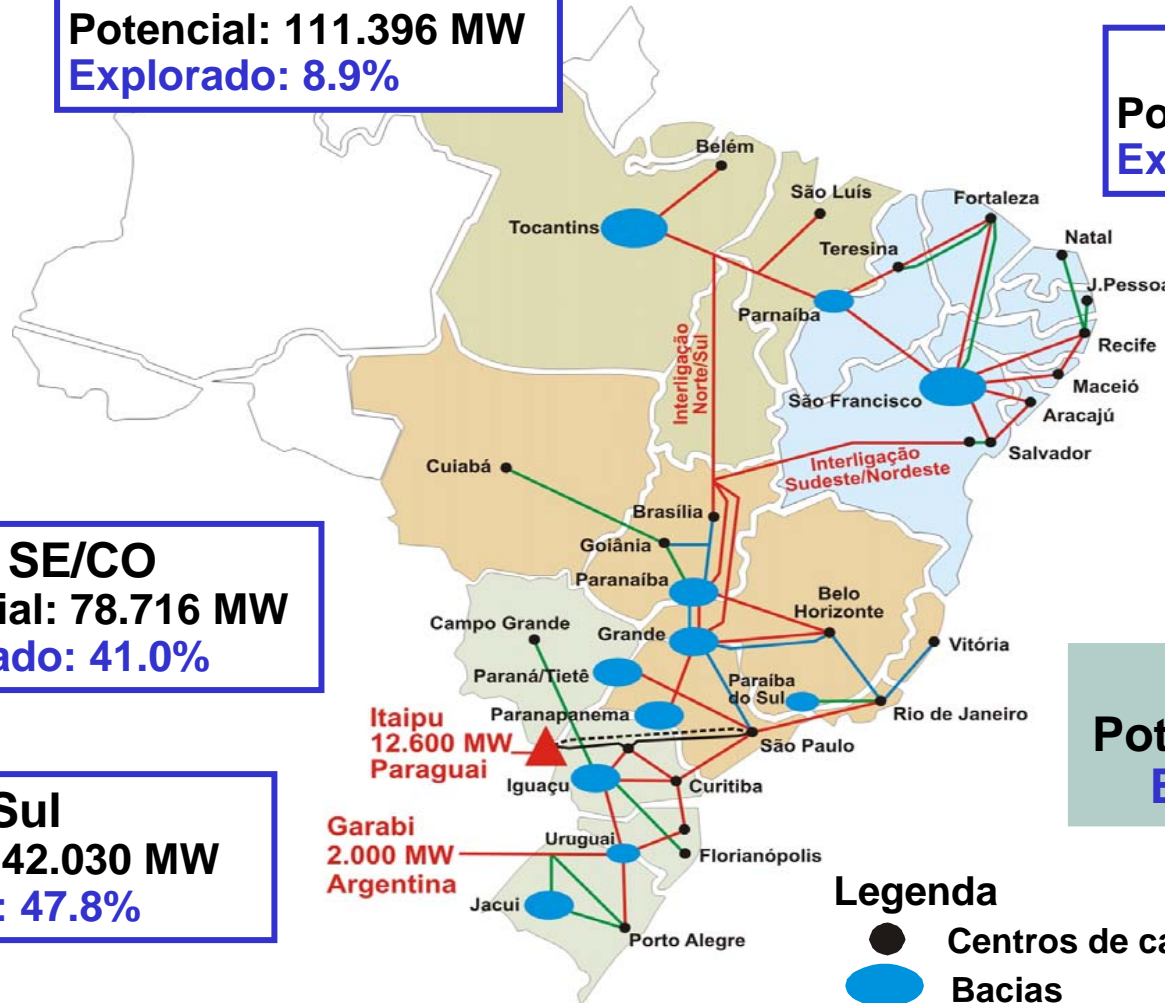 Potencial: 111.396 MW
Explorado: 8.9%
Belém
São Luís
Fortaleza
Tocantins
Teresina
Natal
Parnaíba
J.Pessoa
Recife
Interligação
Norte/Sul
São Francisco
Maceió
Aracajú
Salvador
Interligação
Sudeste/Nordeste
Cuiabá
Brasília
Goiânia
SE/CO
ial: 78.716 MW
ado: 41.0%
Paranaíba
Belo
Horizonte
Campo Grande
Grande
Vitória
Paraná/Tietê
Paraíba
do Sul
Paranapanema
Rio de Janeiro
Itaipu
12.600 MW
Paraguai
São Paulo
Iguaçu
Curitiba
Sul
42.030 MW
: 47.8%
Garabi
2.000 MW
Argentina
Uruguai
Florianópolis
Jacui
Porto Alegre
Po
Ex
Pot
Legenda
Centros de ca
Bacias